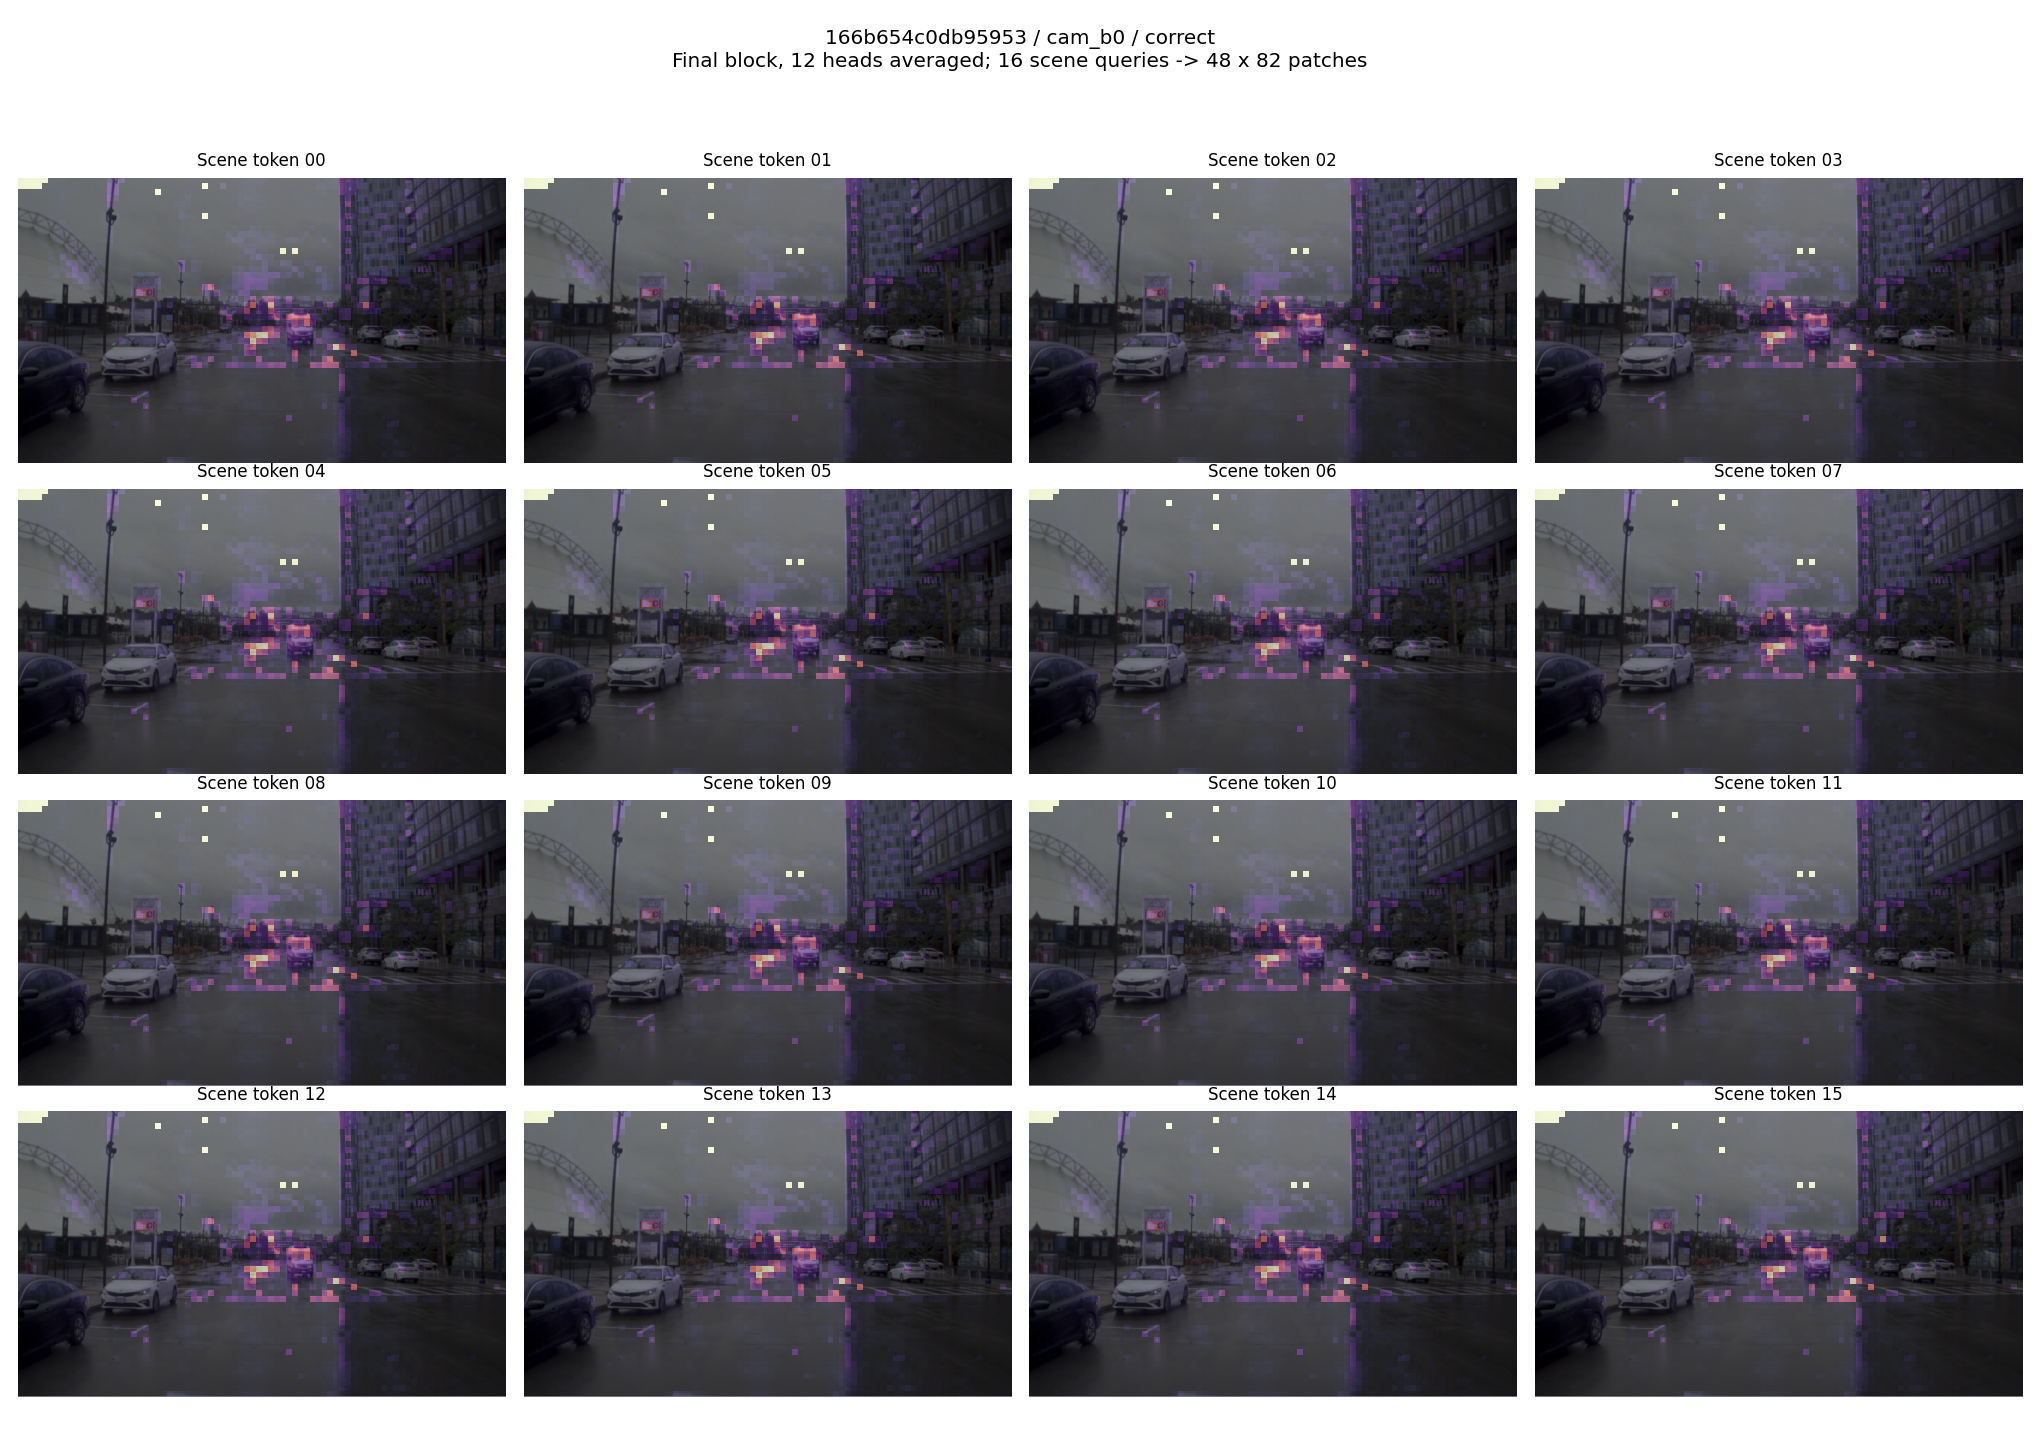 166b654c0db95953 / cam_b0 / correct
Final block, 12 heads averaged; 16 scene queries -> 48 x 82 patches
Scene token 00
Scene token 01
Scene token 02
Scene token 03
Scene token 04
Scene token 05
Scene token 06
Scene token 07
Scene token 08
Scene token 09
Scene token 10
Scene token 11
Scene token 12
Scene token 13
Scene token 14
Scene token 15